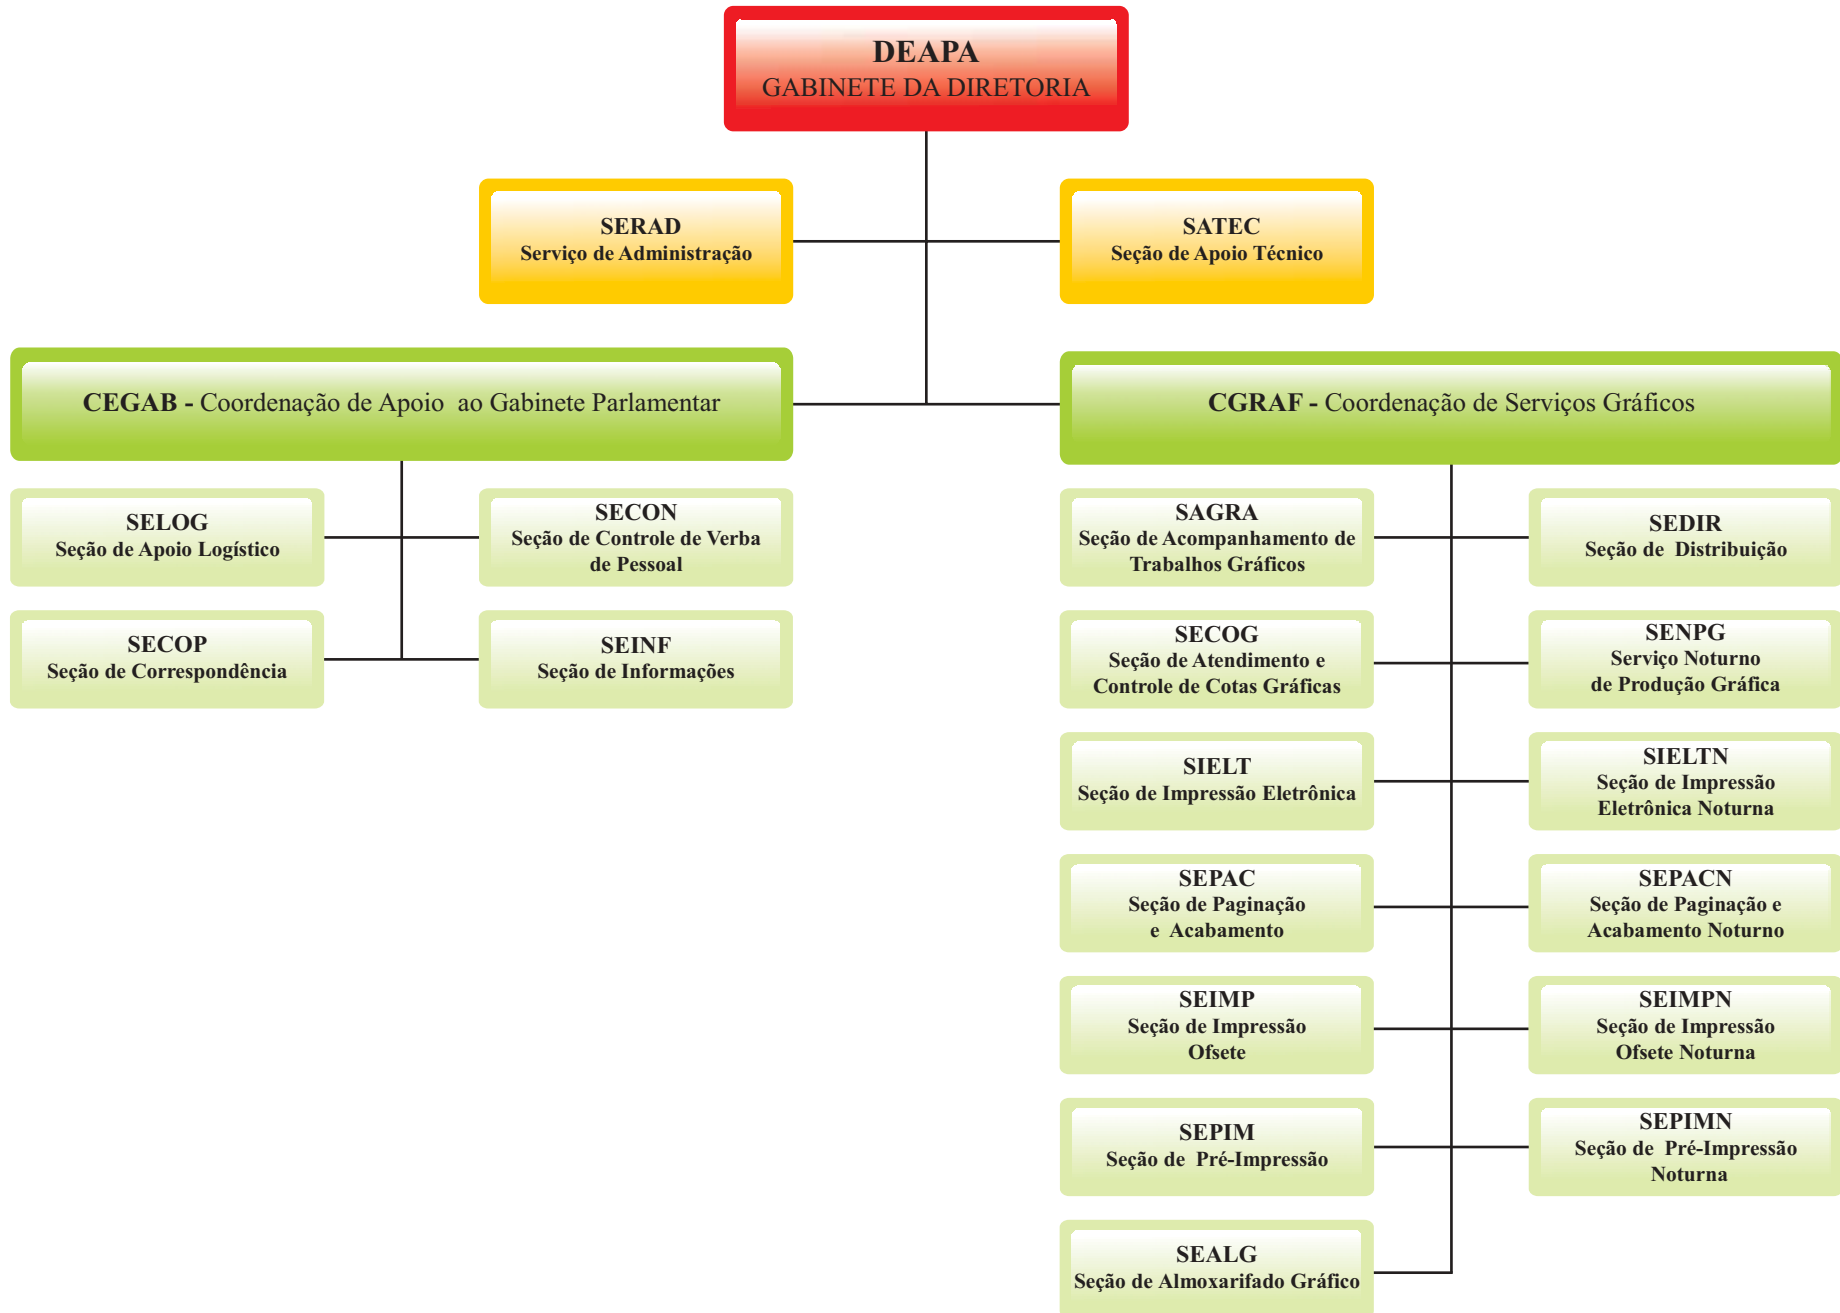 DEAPA
GABINETE DA DIRETORIA
SERAD
Serviço de Administração
SATEC
Seção de Apoio Técnico
CEGAB - Coordenação de Apoio ao Gabinete Parlamentar
CGRAF - Coordenação de Serviços Gráficos
SELOG
Seção de Apoio Logístico
SECON
Seção de Controle de Verba
de Pessoal
SAGRA
Seção de Acompanhamento de
Trabalhos Gráficos
SEDIR
Seção de Distribuição
SECOP
Seção de Correspondência
SEINF
Seção de Informações
SECOG
Seção de Atendimento e
Controle de Cotas Gráficas
SENPG
Serviço Noturno
de Produção Gráfica
SIELT
Seção de Impressão Eletrônica
SIELTN
Seção de Impressão
Eletrônica Noturna
SEPAC
Seção de Paginação
e Acabamento
SEPACN
Seção de Paginação e
Acabamento Noturno
SEIMP
Seção de Impressão
Ofsete
SEIMPN
Seção de Impressão
Ofsete Noturna
SEPIM
Seção de Pré-Impressão
SEPIMN
Seção de Pré-Impressão
Noturna
SEALG
Seção de Almoxarifado Gráfico